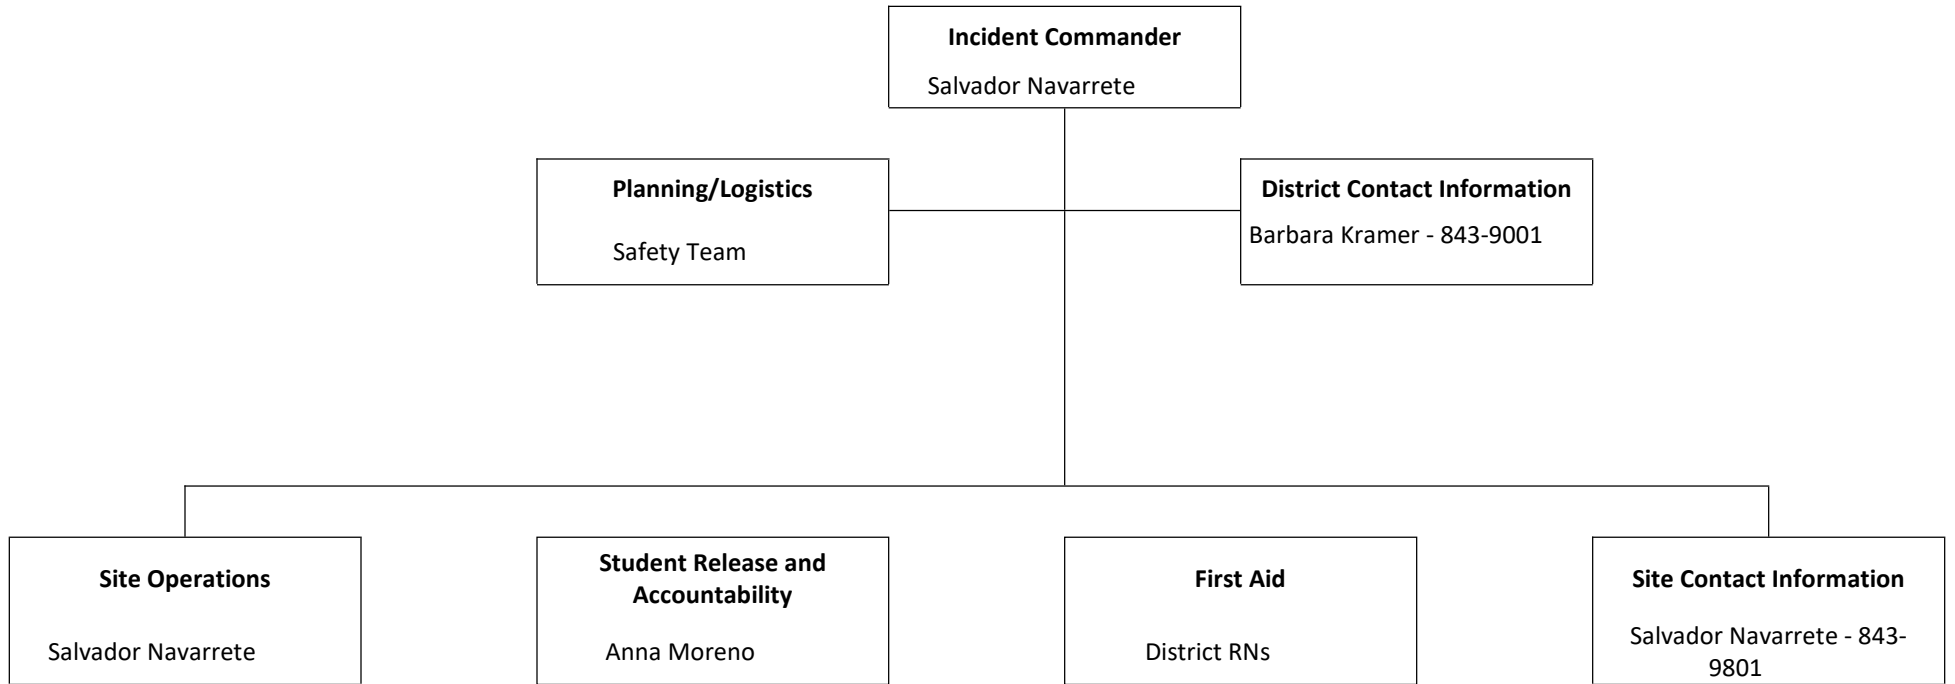 Incident Commander
Salvador Navarrete
Planning/Logistics
Safety Team
District Contact Information
Barbara Kramer - 843-9001
Site Operations
Salvador Navarrete
Student Release and
Accountability
Anna Moreno
First Aid
District RNs
Site Contact Information
Salvador Navarrete - 843-
9801